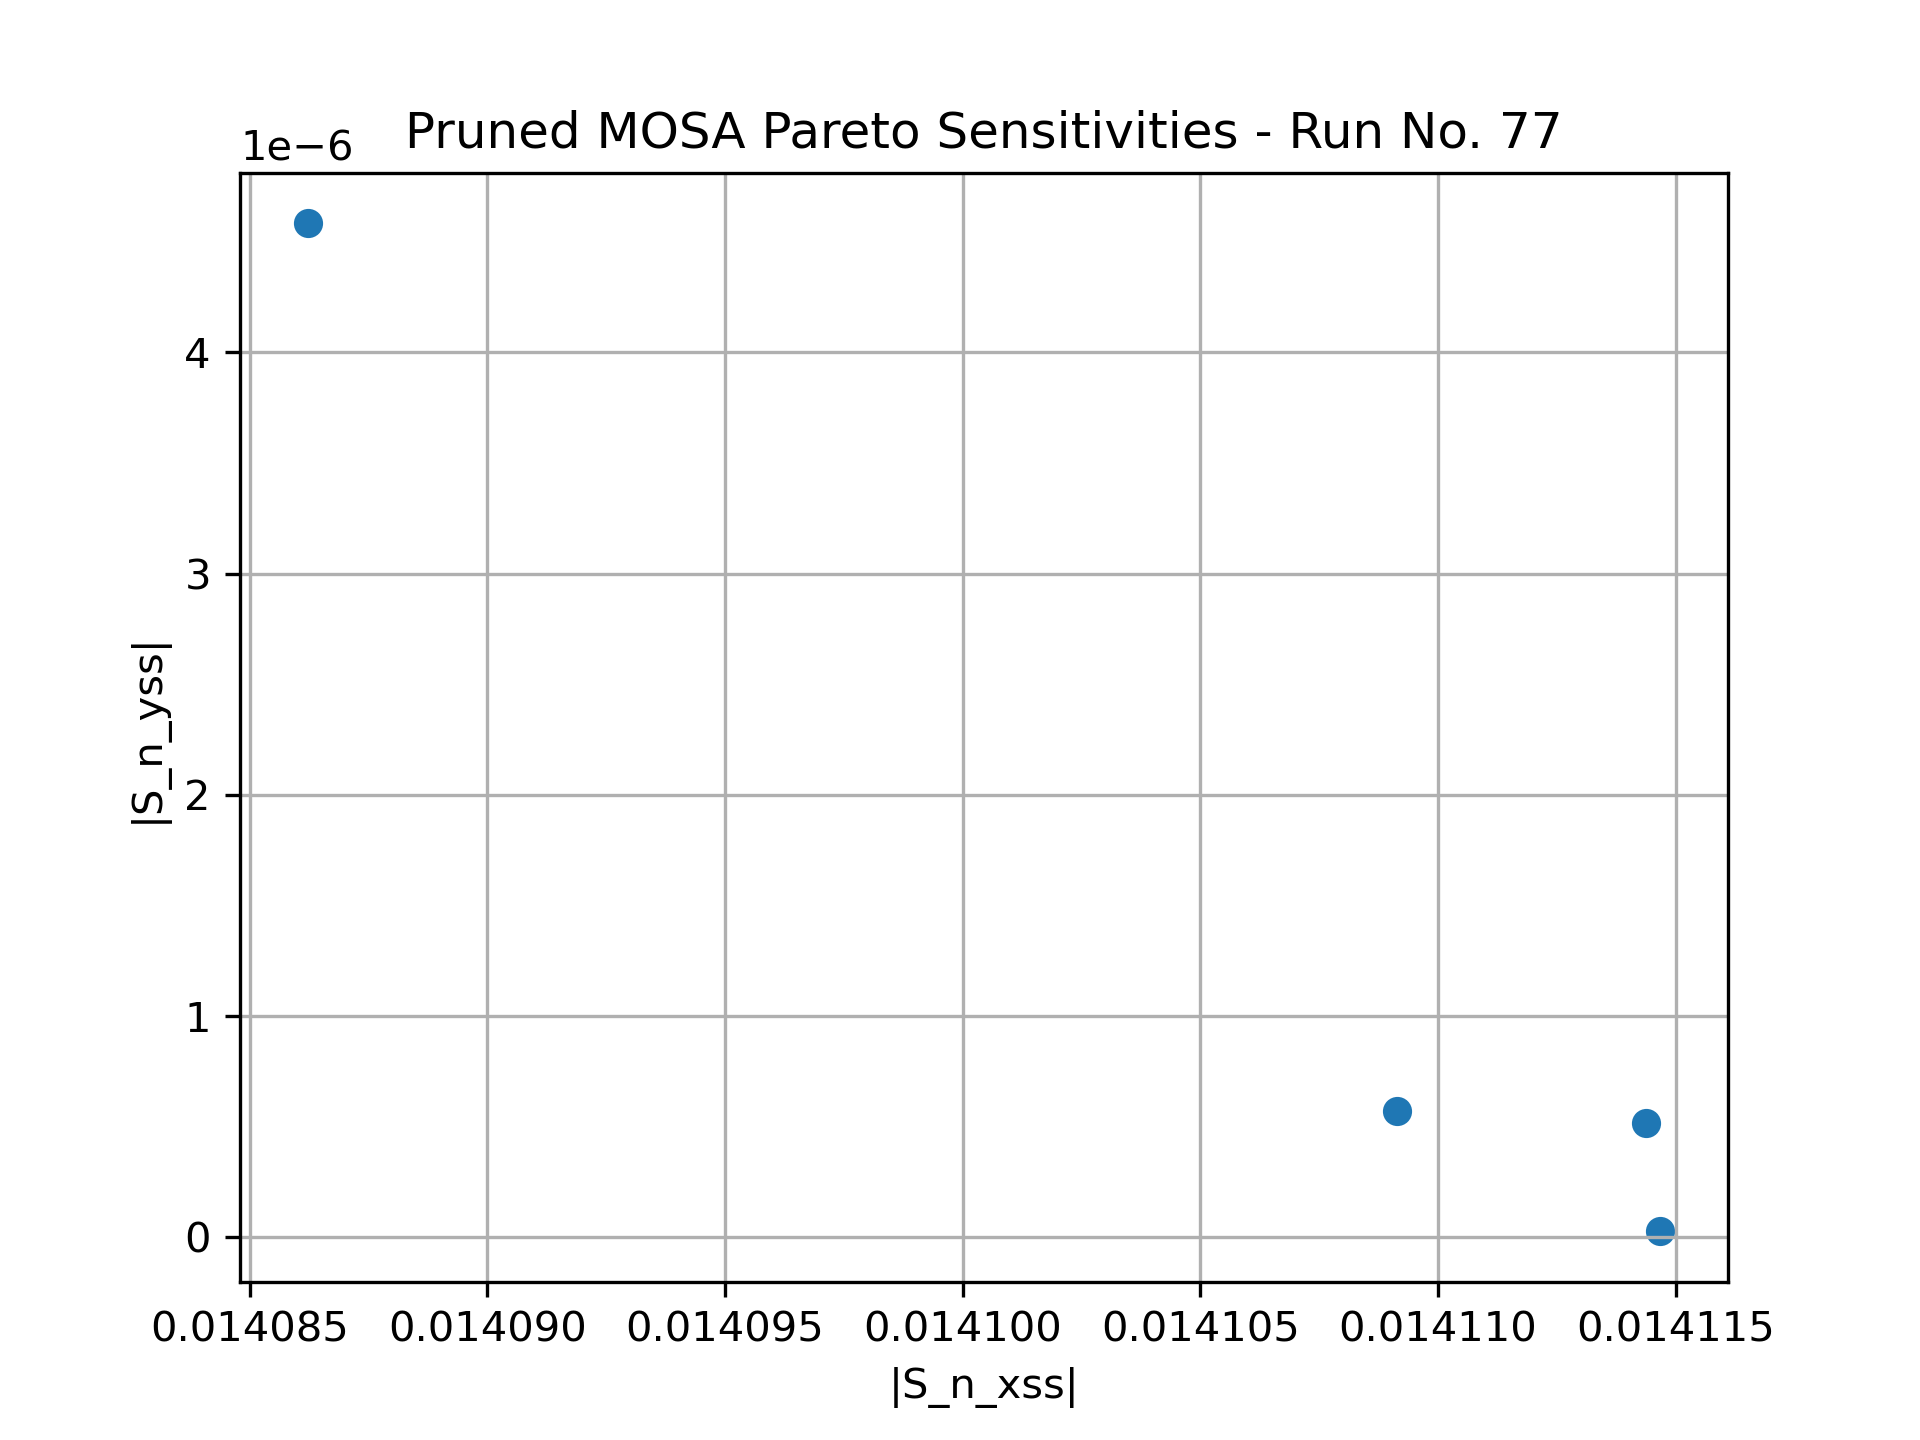 Pruned MOSA Pareto Sensitivities - Run No. 77
1e−6
4
3
2
1
0
|S_n_yss|
0.014085 0.014090 0.014095 0.014100 0.014105 0.014110 0.014115
|S_n_xss|